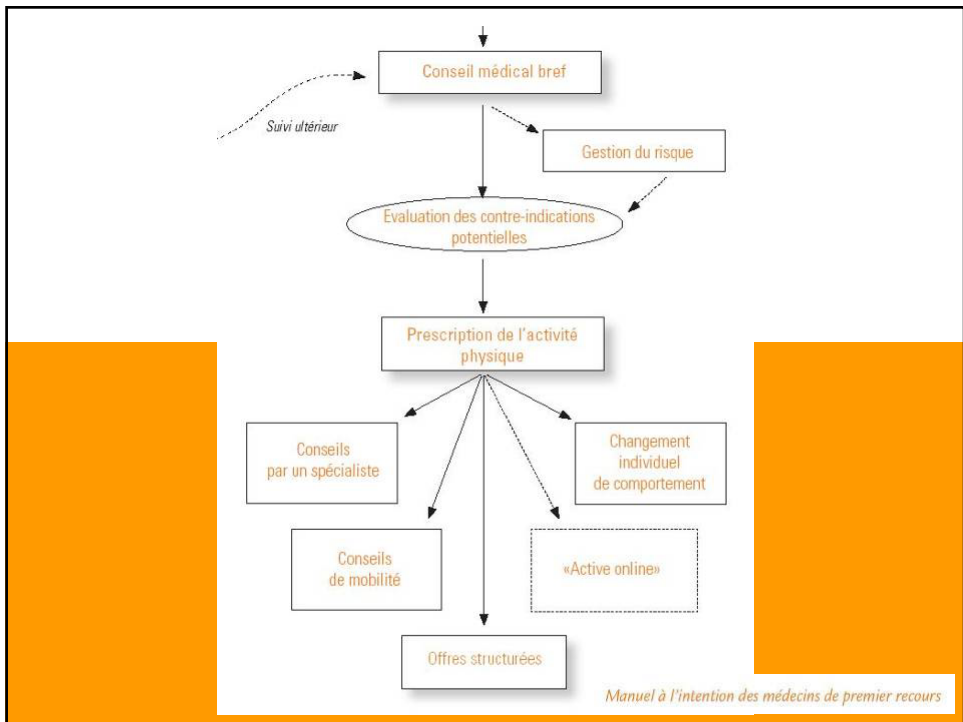 Conseil médical bref
Suivi ultérieur
Gestion du risque
Evaluation des contre-indications
potentielles
Prescription de l'activité
physique
Conseils
par un spécialiste
Changement
individuel
de comportement
Conseils
de mobilité
«Active online»
Offres structurées
Manuel à l'intention des médecins de premier recours